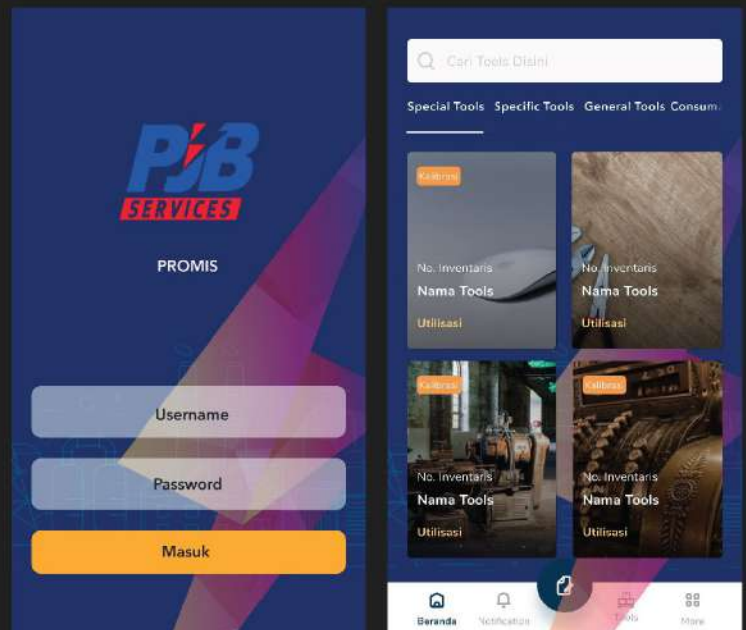 PJB
SERVICES
PROMIS
Username
Password
Masuk
Cari Tools Disini
Special Tools Specific Tools General Tools Consum.
Kalibrasi
No. Inventaris
Nama Tools
Utilisasi
No. Inventaris
Nama Tools
Utilisasi
Kalibrasi
No. Inventaris
Nama Tools
Utilisasi
Kalibrasi
No. Inventaris
Nama Tools
Utilisasi
Beranda Notification Tools More